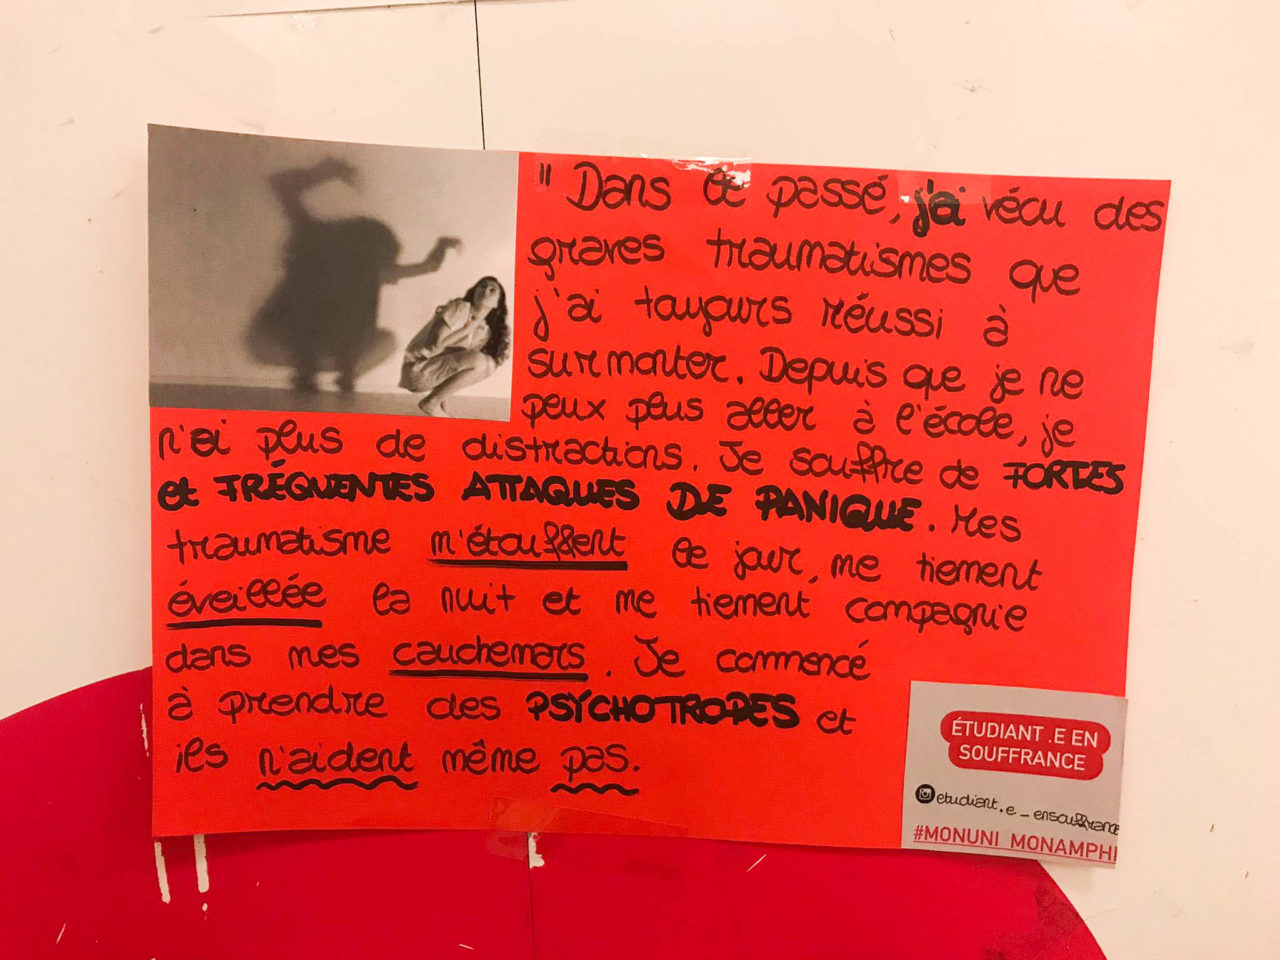 " Dans le passé, j'ai vécu des
graves traumatismes que
j'ai toujours réussi à
surmonter. Depuis que je ne
peux plus aller à l'école, je
n'ai plus de distractions. Je souffre de FORTES
et FRÉQUENTES ATTAQUES DE PANIQUE. Mes
traumatisme m'étouffent le jour, me tiennent
éveillée la nuit et me tiennent compagnie
dans mes cauchemars. Je commencé
à prendre des PSYCHOTROPES et
ils n'aident même pas.
ÉTUDIANT.E EN
SOUFFRANCE
etudiant.e_ensouffrance
#MONUNI MONAMPHI